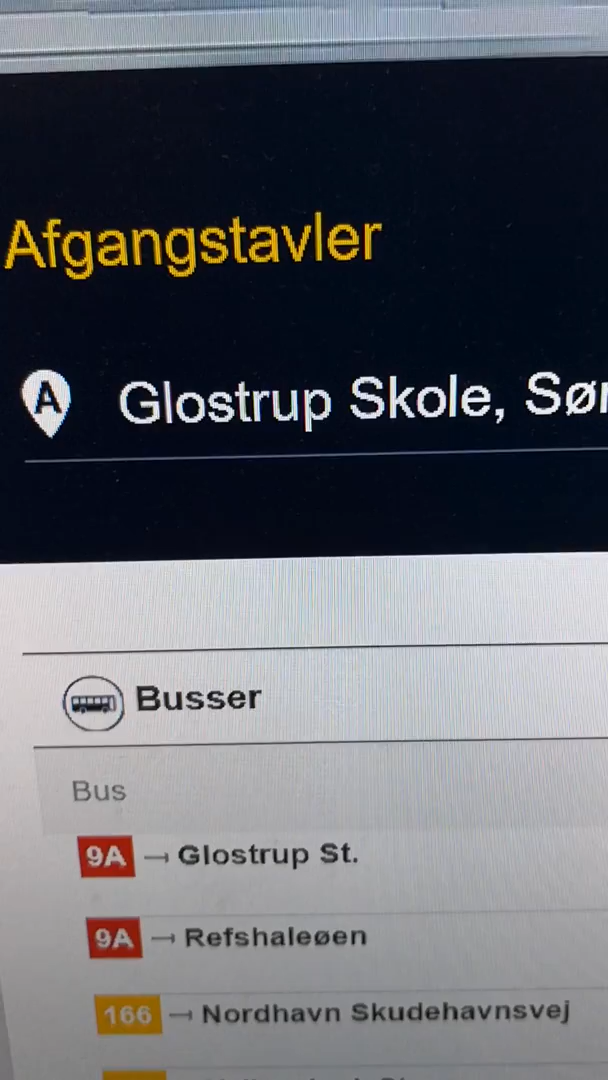 Afgangstavler
A Glostrup Skole,
Busser
Bus
9A → Glostrup St.
9A → Refshaleøen
166 → Nordhavn Skudehavnsvej